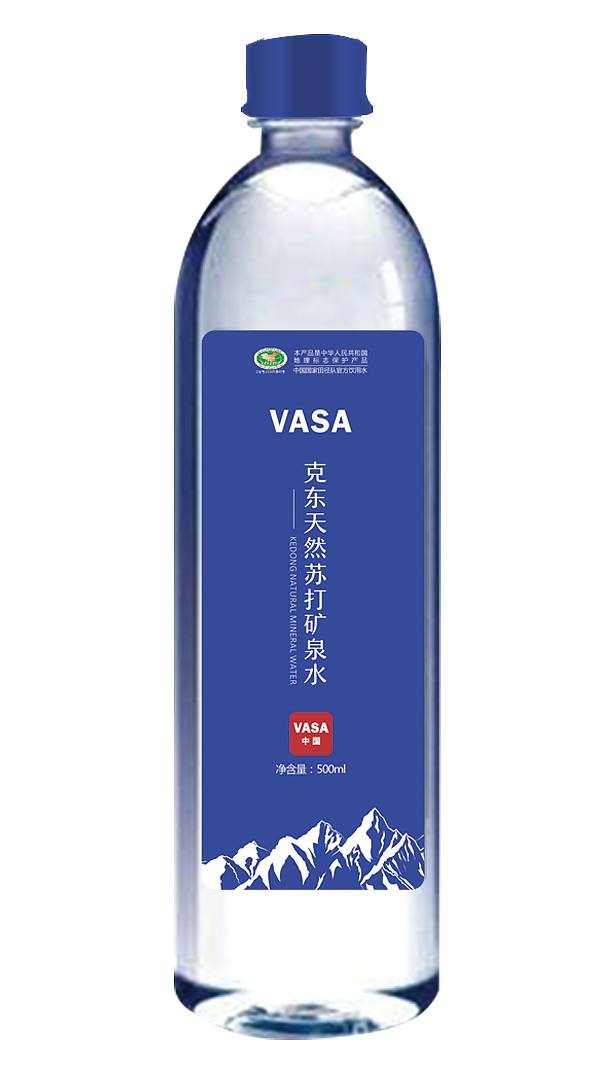 本产品是中华人民共和国
地理标志保护产品
中国国家田径队官方饮用水
VASA
克东天然苏打矿泉水
KEDONG NATURAL MINERAL WATER
VASA
中国
净含量：500ml